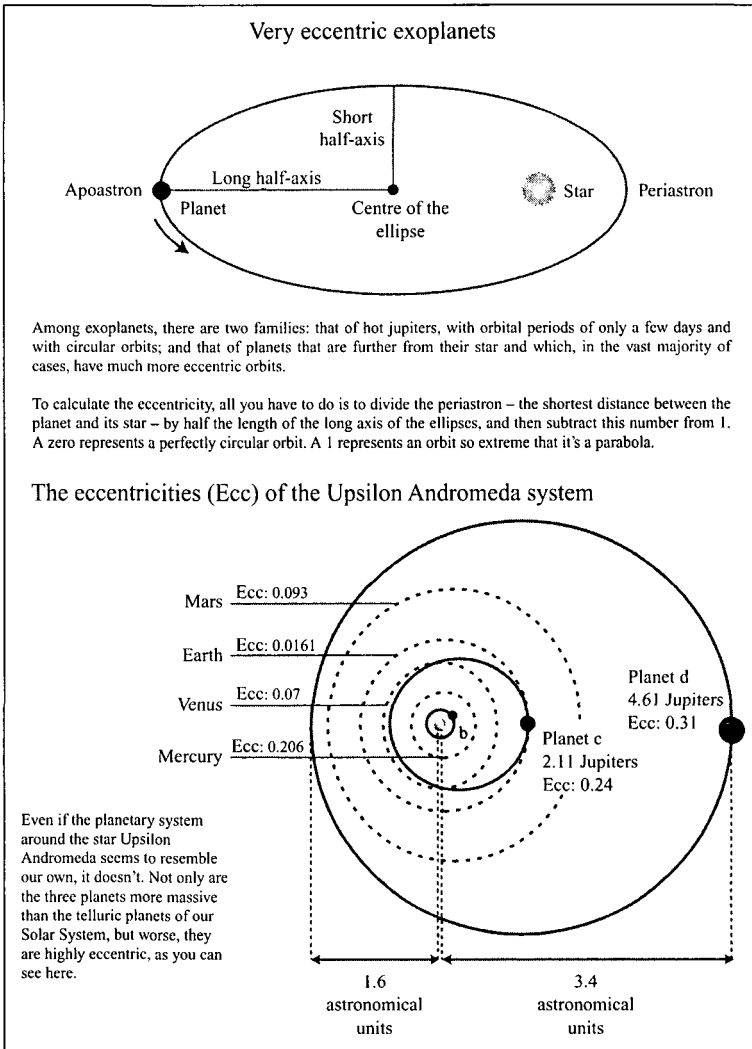 Very eccentric exoplanets
Short
half-axis
Long half-axis
Apoastron
Planet
Centre of the
ellipse
Star
Periastron
Among exoplanets, there are two families: that of hot jupiters, with orbital periods of only a few days and
with circular orbits; and that of planets that are further from their star and which, in the vast majority of
cases, have much more eccentric orbits.
To calculate the eccentricity, all you have to do is to divide the periastron – the shortest distance between the
planet and its star – by half the length of the long axis of the ellipses, and then subtract this number from 1.
A zero represents a perfectly circular orbit. A 1 represents an orbit so extreme that it's a parabola.
The eccentricities (Ecc) of the Upsilon Andromeda system
Mars Ecc: 0.093
Earth Ecc: 0.0161
Venus Ecc: 0.07
Mercury Ecc: 0.206
b
Planet c
2.11 Jupiters
Ecc: 0.24
Planet d
4.61 Jupiters
Ecc: 0.31
Even if the planetary system
around the star Upsilon
Andromeda seems to resemble
our own, it doesn't. Not only are
the three planets more massive
than the telluric planets of our
Solar System, but worse, they
are highly eccentric, as you can
see here.
1.6
astronomical
units
3.4
astronomical
units